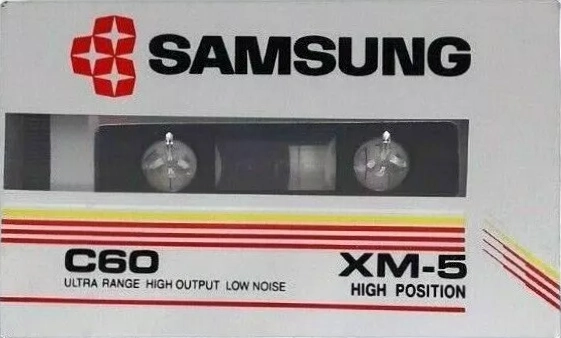 SAMSUNG
C60
ULTRA RANGE HIGH OUTPUT LOW NOISE
XM-5
HIGH POSITION